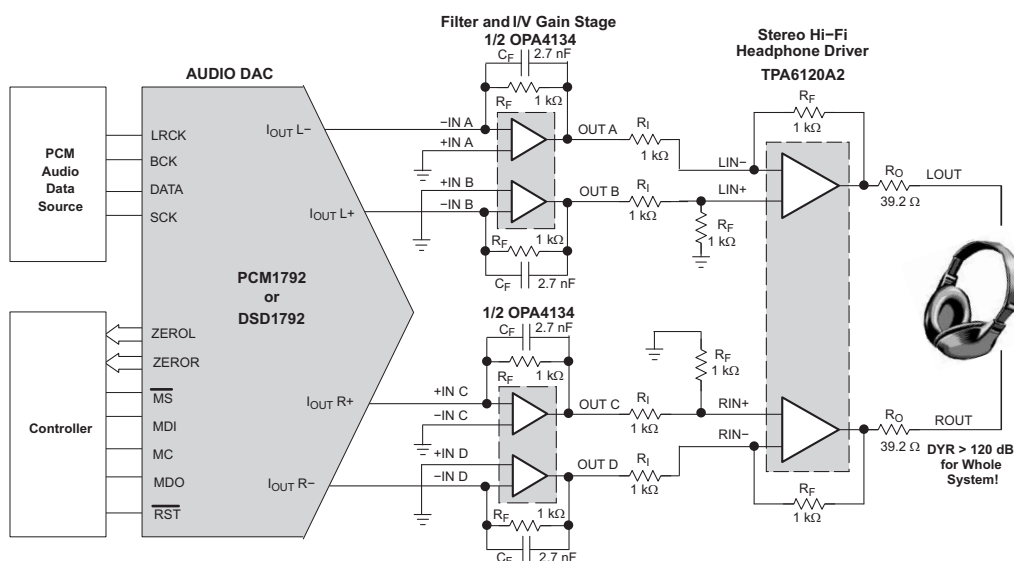 Filter and I/V Gain Stage
1/2 OPA4134
Stereo Hi−Fi
Headphone Driver
TPA6120A2
AUDIO DAC
PCM
Audio
Data
Source
LRCK
BCK
DATA
SCK
IOUT L−
IOUT L+
PCM1792
or
DSD1792
CF 2.7 nF
RF 1 kΩ
−IN A
+IN A
OUT A
+IN B
−IN B
OUT B
RF 1 kΩ
CF 2.7 nF
RI
1 kΩ
RI
1 kΩ
LIN−
LIN+
RF
1 kΩ
RF
1 kΩ
RO
39.2 Ω
LOUT
Controller
ZEROL
ZEROR
MS
MDI
MC
MDO
RST
IOUT R+
IOUT R−
1/2 OPA4134
CF 2.7 nF
RF 1 kΩ
+IN C
−IN C
OUT C
+IN D
−IN D
OUT D
RF 1 kΩ
CF 2.7 nF
RI
1 kΩ
RI
1 kΩ
RF
1 kΩ
RIN+
RIN−
RF
1 kΩ
RO
39.2 Ω
ROUT
DYR > 120 dB
for Whole
System!